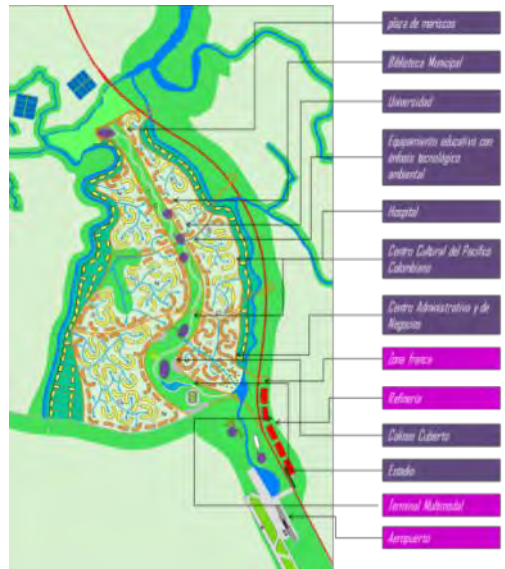 plaza de mariscos
Biblioteca Municipal
Universidad
Equipamiento educativo con
énfasis tecnológico
ambiental
Hospital
Centro Cultural del Pacifico
Colombiano
Centro Administrativo y de
Negocios
Zona franca
Refinería
Coliseo Cubierto
Estadio
Terminal Multimodal
Aeropuerto